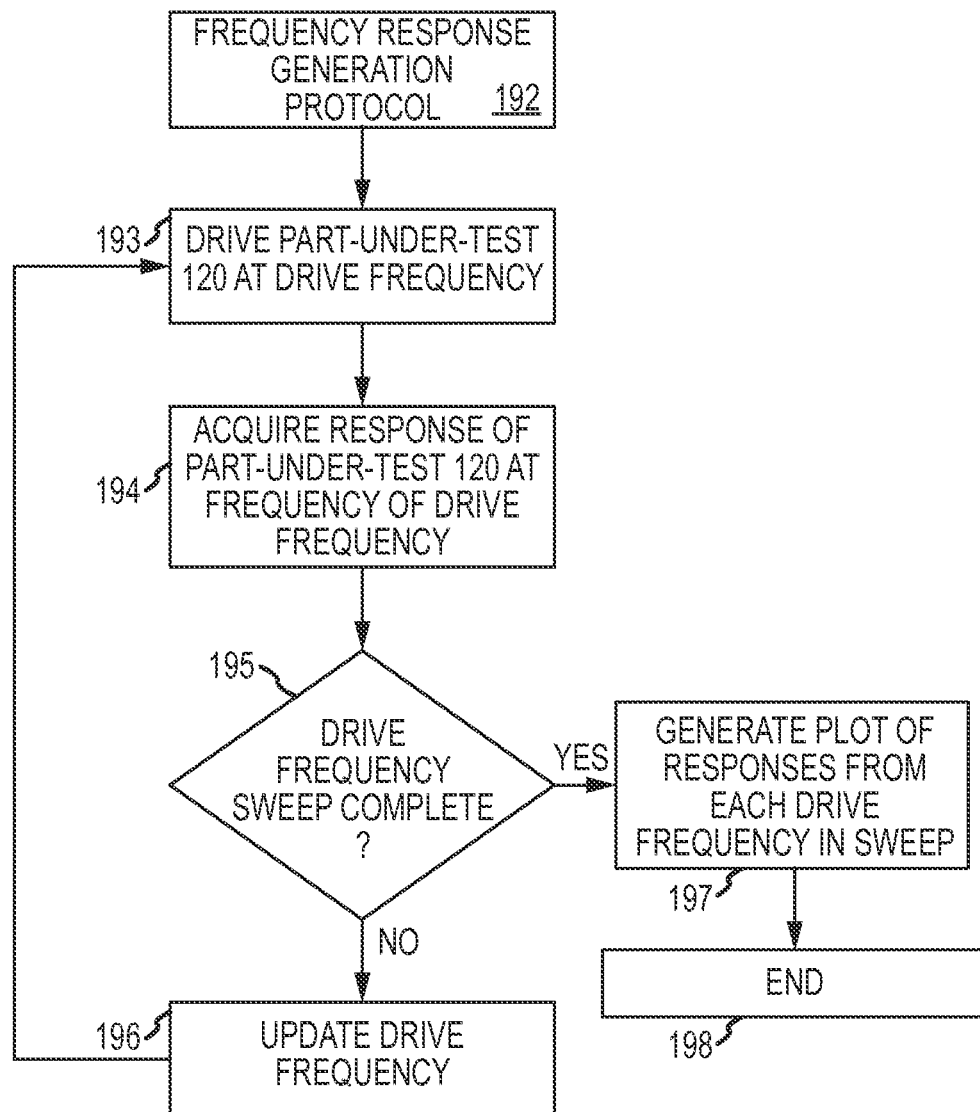 FREQUENCY RESPONSE
GENERATION
PROTOCOL 192
193
DRIVE PART-UNDER-TEST
120 AT DRIVE FREQUENCY
194
ACQUIRE RESPONSE OF
PART-UNDER-TEST 120 AT
FREQUENCY OF DRIVE
FREQUENCY
195
DRIVE
FREQUENCY
SWEEP COMPLETE
?
YES
GENERATE PLOT OF
RESPONSES FROM
EACH DRIVE
FREQUENCY IN SWEEP
197
NO
END
198
196
UPDATE DRIVE
FREQUENCY